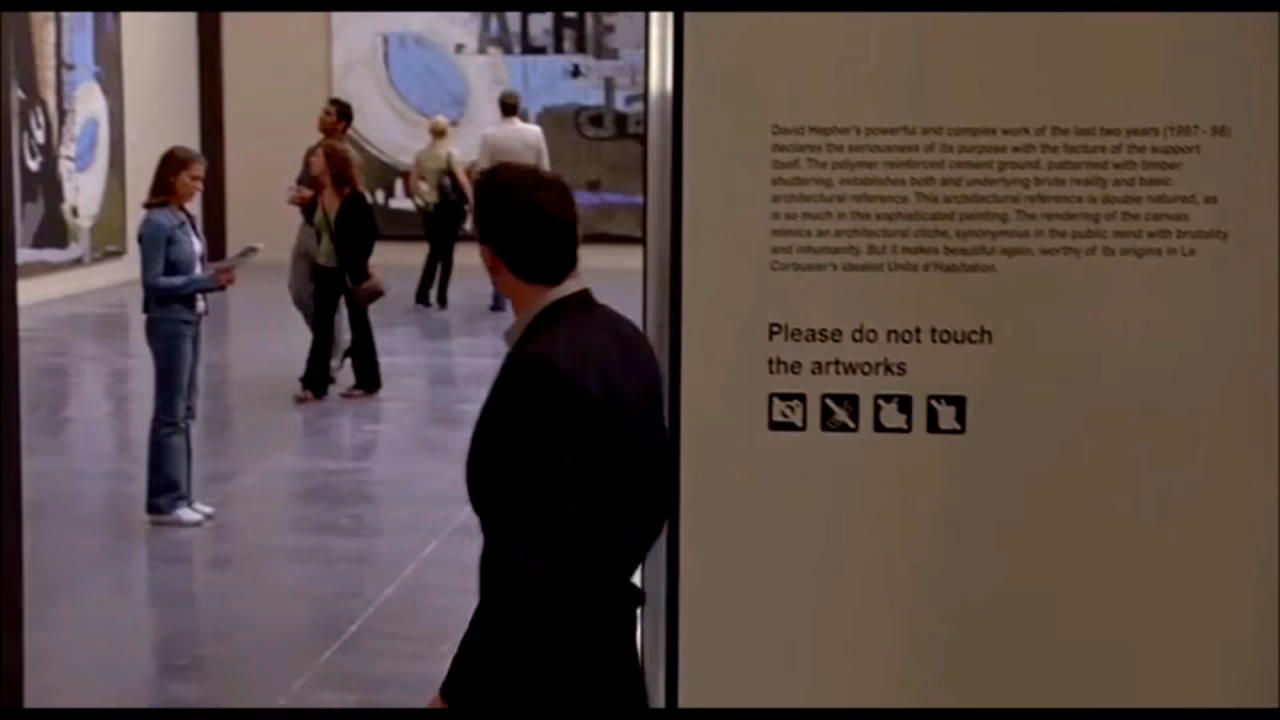 ACHE
David Hepher's powerful and complex work of the last two years (1997 - 98)
declares the seriousness of its purpose with the facture of the support
itself. The polymer reinforced cement ground, patterned with timber
shuttering, establishes both and underlying brute reality and basic
architectural reference. This architectural reference is double natured, as
is so much in this sophisticated painting. The rendering of the canvas
mimics an architectural cliche, synonymous in the public mind with brutality
and inhumanity. But it makes beautiful again, worthy of its origins in Le
Corbusier's idealist Unite d'Habitation.
Please do not touch
the artworks